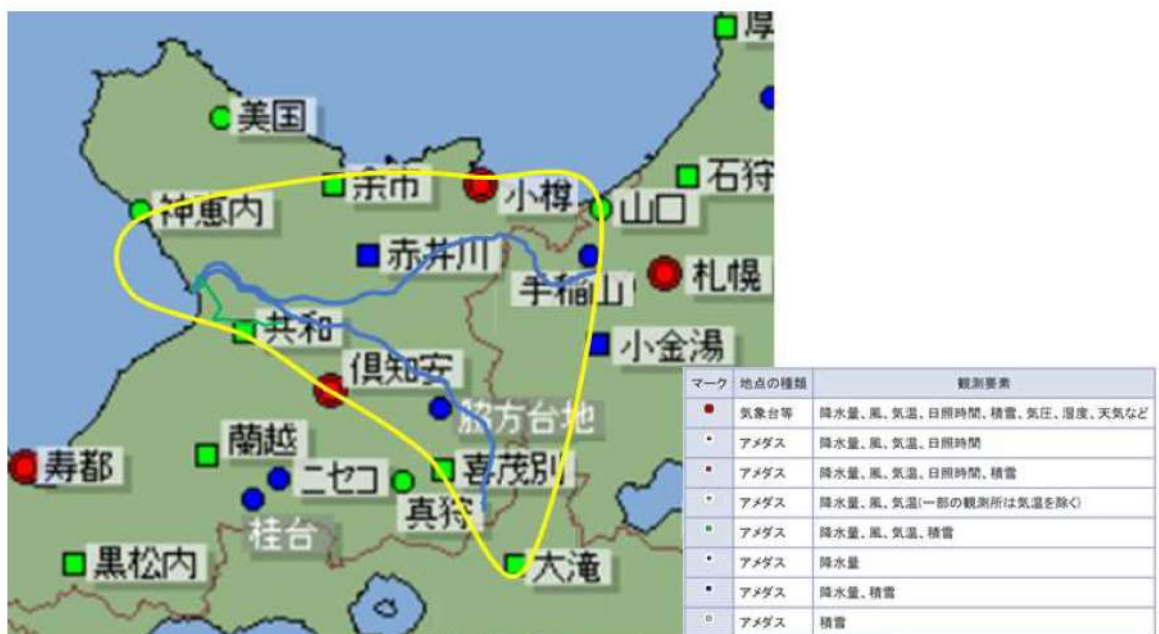 厚
美国
余市
小樽
石狩
神恵内
山口
赤井川
手稲山
札幌
共和
小金湯
倶知安
脇方台地
蘭越
寿都
ニセコ
喜茂別
真狩
桂台
黒松内
大滝
マーク 地点の種類 観測要素
気象台等 降水量、風、気温、日照時間、積雪、気圧、湿度、天気など
アメダス 降水量、風、気温、日照時間
アメダス 降水量、風、気温、日照時間、積雪
アメダス 降水量、風、気温(一部の観測所は気温を除く)
アメダス 降水量、風、気温、積雪
アメダス 降水量
アメダス 降水量、積雪
アメダス 積雪